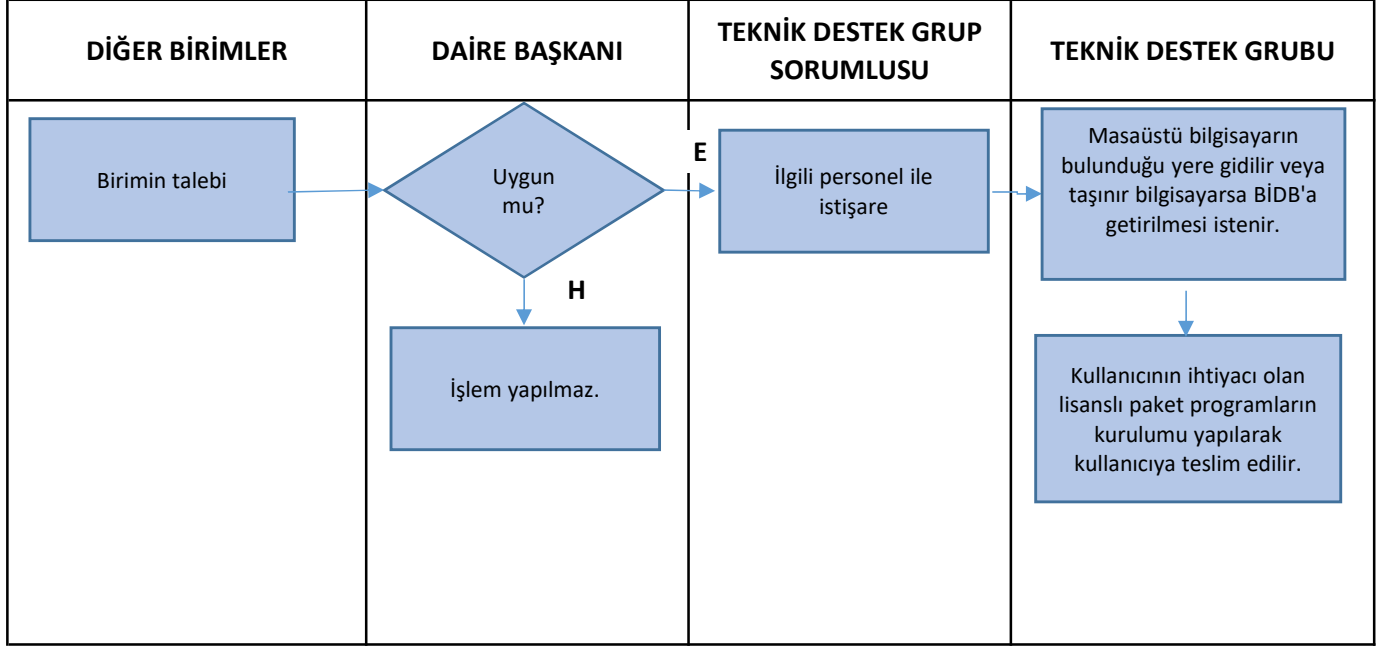 DİĞER BİRİMLER
DAİRE BAŞKANI
TEKNİK DESTEK GRUP
SORUMLUSU
TEKNİK DESTEK GRUBU
Birimin talebi
Uygun
mu?
E
H
İşlem yapılmaz.
İlgili personel ile
istişare
Masaüstü bilgisayarın
bulunduğu yere gidilir veya
taşınır bilgisayarsa BİDB'a
getirilmesi istenir.
Kullanıcının ihtiyacı olan
lisanslı paket programların
kurulumu yapılarak
kullanıcıya teslim edilir.